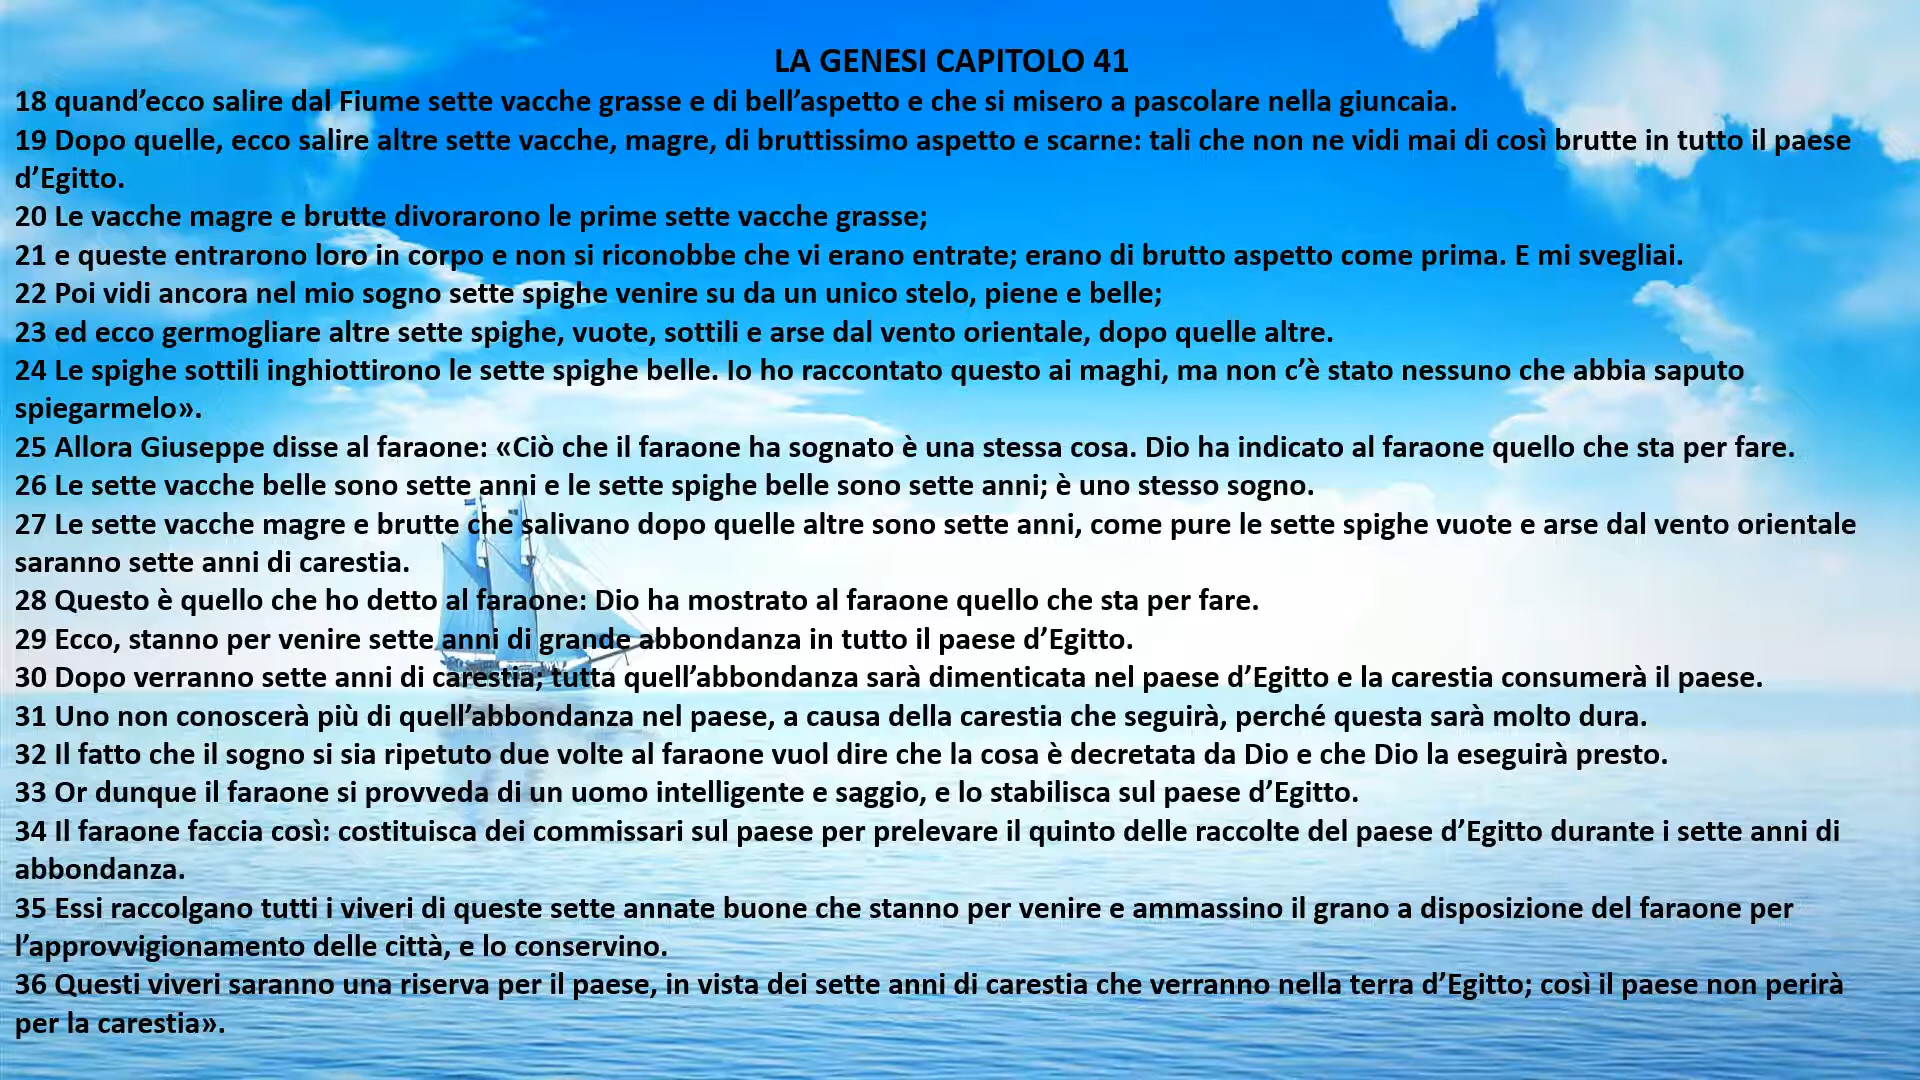 LA GENESI CAPITOLO 41
18 quand’ecco salire dal Fiume sette vacche grasse e di bell’aspetto e che si misero a pascolare nella giuncaia.
19 Dopo quelle, ecco salire altre sette vacche, magre, di bruttissimo aspetto e scarne: tali che non ne vidi mai di così brutte in tutto il paese
d’Egitto.
20 Le vacche magre e brutte divorarono le prime sette vacche grasse;
21 e queste entrarono loro in corpo e non si riconobbe che vi erano entrate; erano di brutto aspetto come prima. E mi svegliai.
22 Poi vidi ancora nel mio sogno sette spighe venire su da un unico stelo, piene e belle;
23 ed ecco germogliare altre sette spighe, vuote, sottili e arse dal vento orientale, dopo quelle altre.
24 Le spighe sottili inghiottirono le sette spighe belle. Io ho raccontato questo ai maghi, ma non c’è stato nessuno che abbia saputo
spiegarmelo».
25 Allora Giuseppe disse al faraone: «Ciò che il faraone ha sognato è una stessa cosa. Dio ha indicato al faraone quello che sta per fare.
26 Le sette vacche belle sono sette anni e le sette spighe belle sono sette anni; è uno stesso sogno.
27 Le sette vacche magre e brutte che salivano dopo quelle altre sono sette anni, come pure le sette spighe vuote e arse dal vento orientale
saranno sette anni di carestia.
28 Questo è quello che ho detto al faraone: Dio ha mostrato al faraone quello che sta per fare.
29 Ecco, stanno per venire sette anni di grande abbondanza in tutto il paese d’Egitto.
30 Dopo verranno sette anni di carestia; tutta quell’abbondanza sarà dimenticata nel paese d’Egitto e la carestia consumerà il paese.
31 Uno non conoscerà più di quell’abbondanza nel paese, a causa della carestia che seguirà, perché questa sarà molto dura.
32 Il fatto che il sogno si sia ripetuto due volte al faraone vuol dire che la cosa è decretata da Dio e che Dio la eseguirà presto.
33 Or dunque il faraone si provveda di un uomo intelligente e saggio, e lo stabilisca sul paese d’Egitto.
34 Il faraone faccia così: costituisca dei commissari sul paese per prelevare il quinto delle raccolte del paese d’Egitto durante i sette anni di
abbondanza.
35 Essi raccolgano tutti i viveri di queste sette annate buone che stanno per venire e ammassino il grano a disposizione del faraone per
l’approvvigionamento delle città, e lo conservino.
36 Questi viveri saranno una riserva per il paese, in vista dei sette anni di carestia che verranno nella terra d’Egitto; così il paese non perirà
per la carestia».